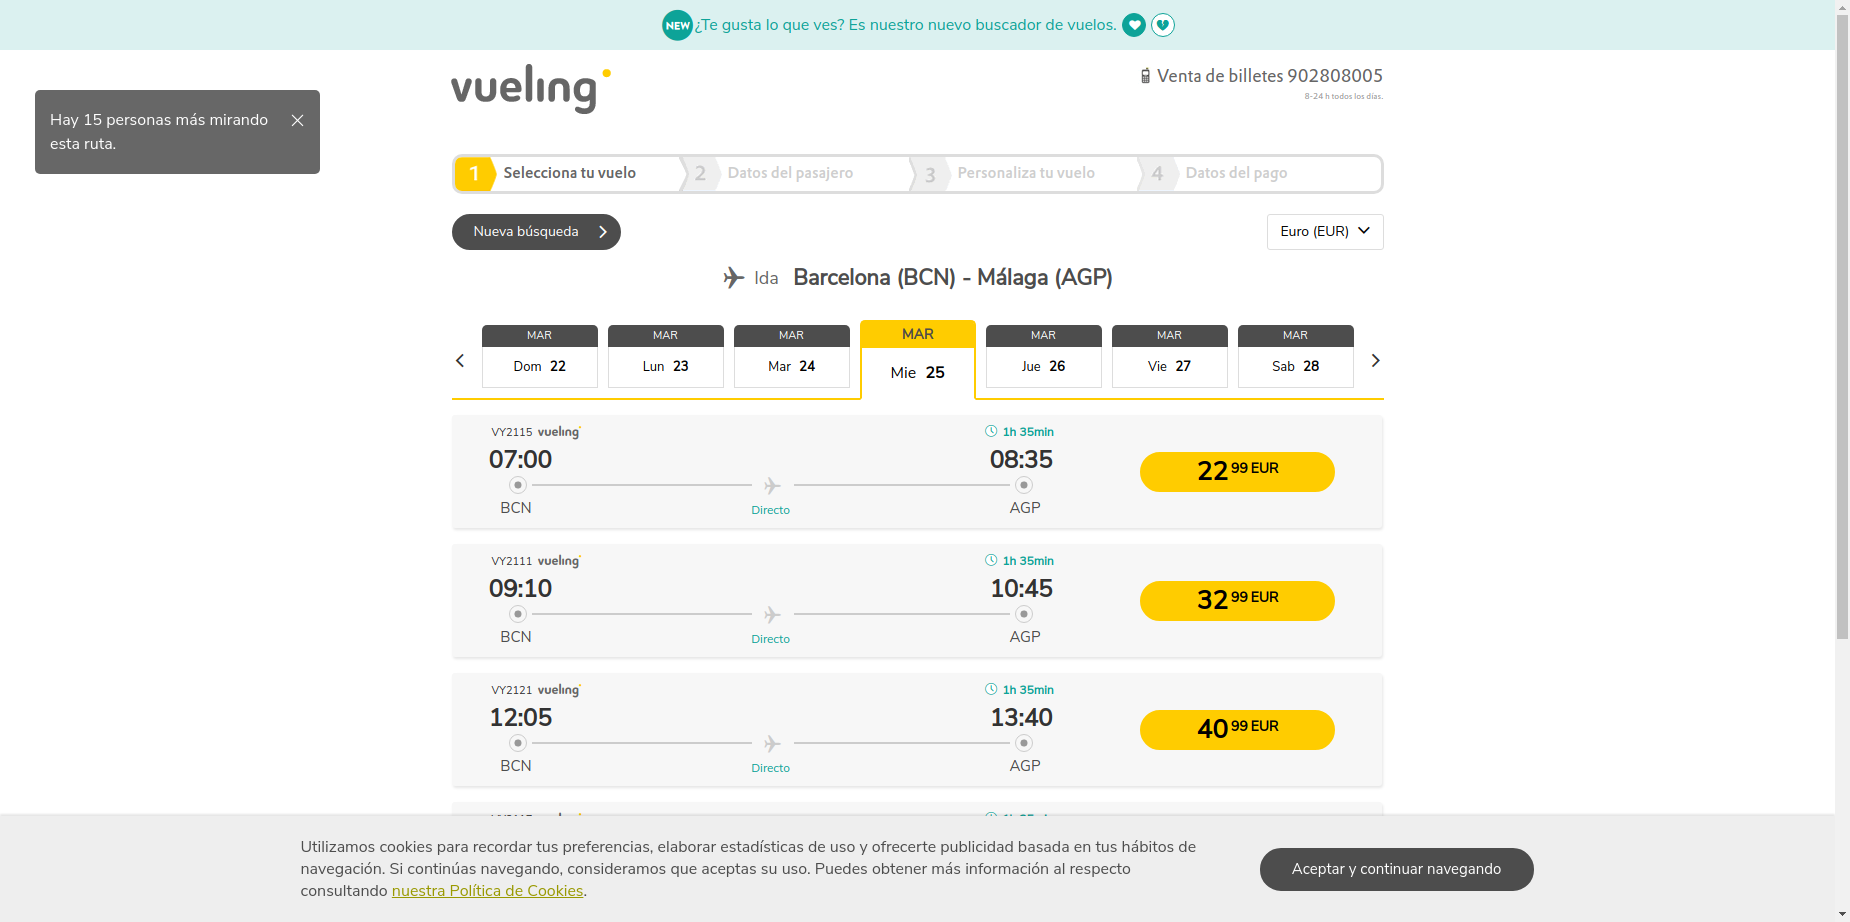 NEW ¿Te gusta lo que ves? Es nuestro nuevo buscador de vuelos.
vueling
Venta de billetes 902808005
8-24 h todos los días.
Hay 15 personas más mirando
esta ruta.
1 Selecciona tu vuelo 2 Datos del pasajero 3 Personaliza tu vuelo 4 Datos del pago
Nueva búsqueda
Euro (EUR)
Ida Barcelona (BCN) - Málaga (AGP)
MAR MAR MAR MAR MAR MAR MAR
Dom 22 Lun 23 Mar 24 Mie 25 Jue 26 Vie 27 Sab 28
VY2115 vueling 1h 35min
07:00 08:35
22 99 EUR
BCN Directo AGP
VY2111 vueling 1h 35min
09:10 10:45
32 99 EUR
BCN Directo AGP
VY2121 vueling 1h 35min
12:05 13:40
40 99 EUR
BCN Directo AGP
Utilizamos cookies para recordar tus preferencias, elaborar estadísticas de uso y ofrecerte publicidad basada en tus hábitos de
navegación. Si continúas navegando, consideramos que aceptas su uso. Puedes obtener más información al respecto
consultando nuestra Política de Cookies.
Aceptar y continuar navegando